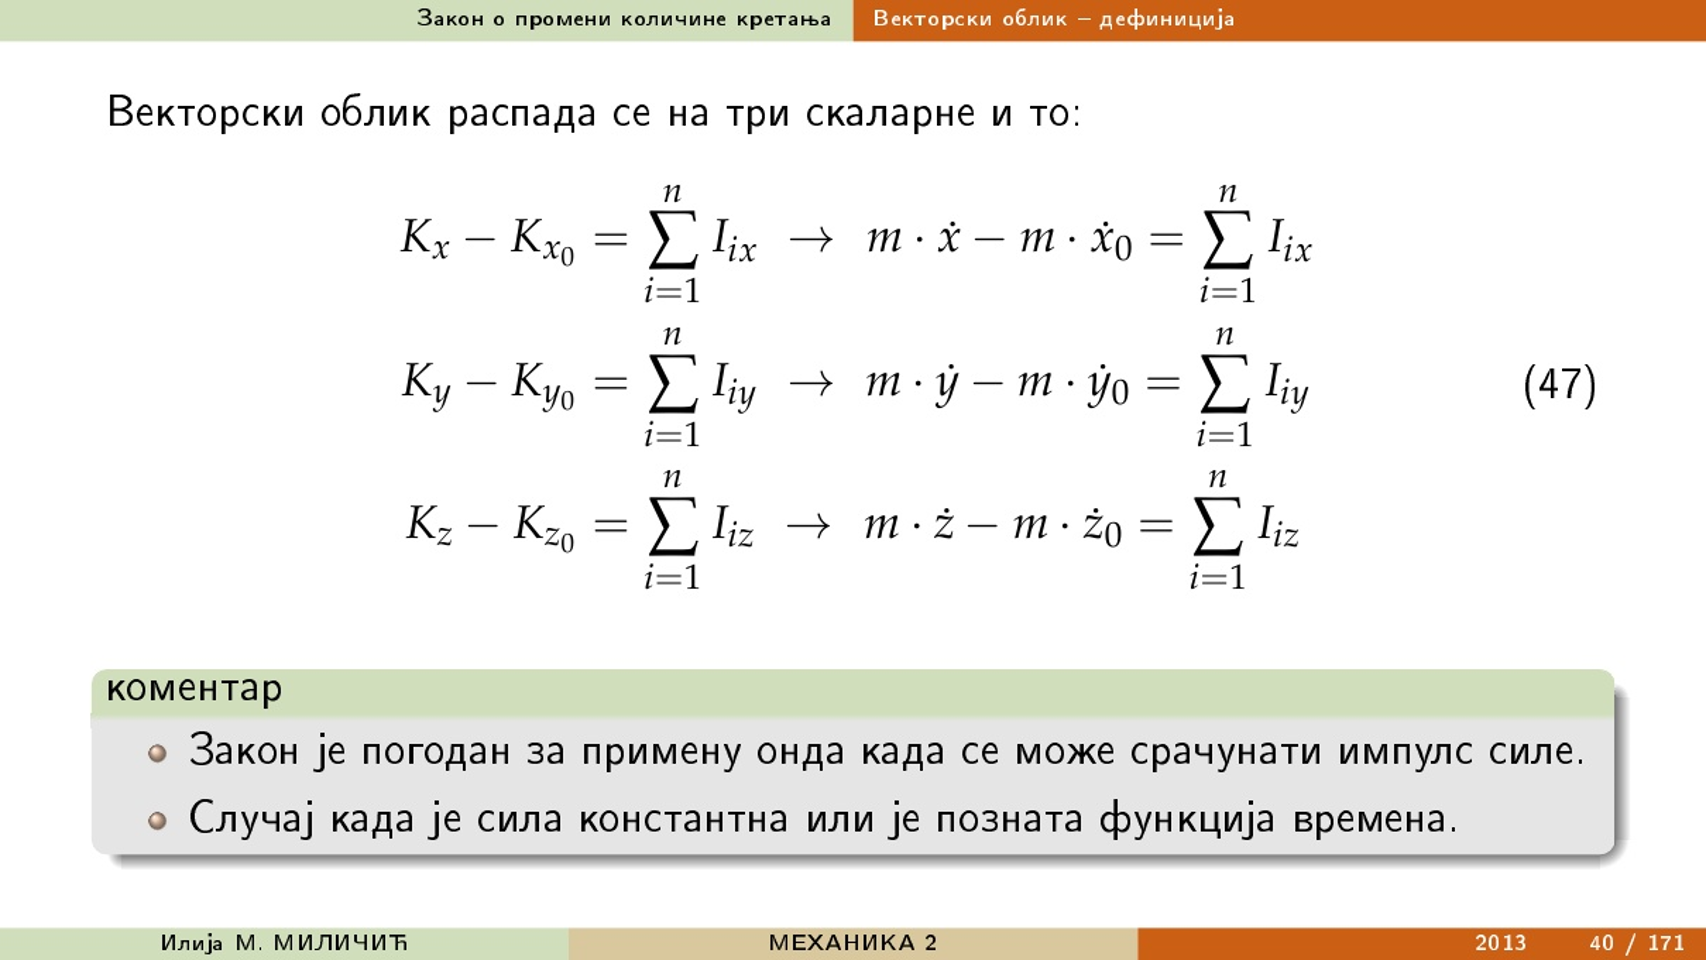 Закон о промени количине кретања Векторски облик – дефиниција
Векторски облик распада се на три скаларне и то:
$K_x - K_{x_0} = \sum_{i=1}^{n} I_{ix} \rightarrow m \cdot \dot{x} - m \cdot \dot{x}_0 = \sum_{i=1}^{n} I_{ix}$
$K_y - K_{y_0} = \sum_{i=1}^{n} I_{iy} \rightarrow m \cdot \dot{y} - m \cdot \dot{y}_0 = \sum_{i=1}^{n} I_{iy}$ (47)
$K_z - K_{z_0} = \sum_{i=1}^{n} I_{iz} \rightarrow m \cdot \dot{z} - m \cdot \dot{z}_0 = \sum_{i=1}^{n} I_{iz}$
коментар
Закон је погодан за примену онда када се може срачунати импулс силе.
Случај када је сила константна или је позната функција времена.
Илија М. МИЛИЧИЋ МЕХАНИКА 2 2013 40 / 171